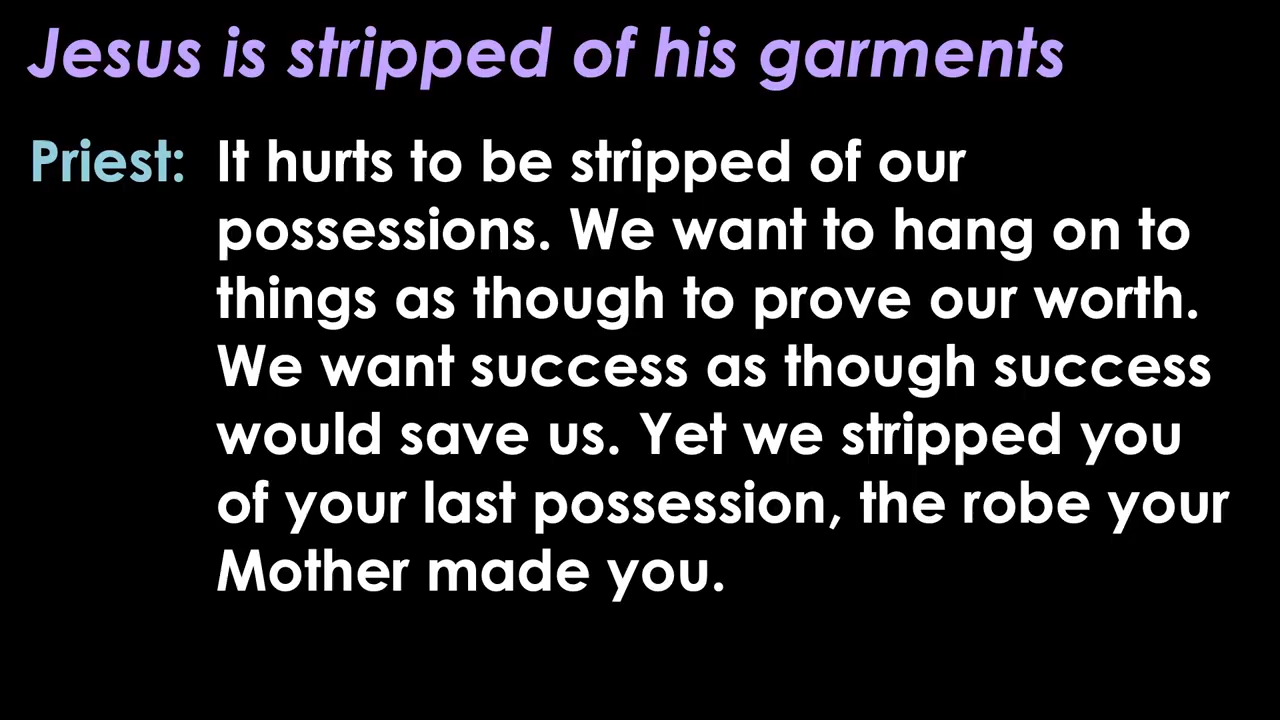 Jesus is stripped of his garments
Priest: It hurts to be stripped of our
possessions. We want to hang on to
things as though to prove our worth.
We want success as though success
would save us. Yet we stripped you
of your last possession, the robe your
Mother made you.